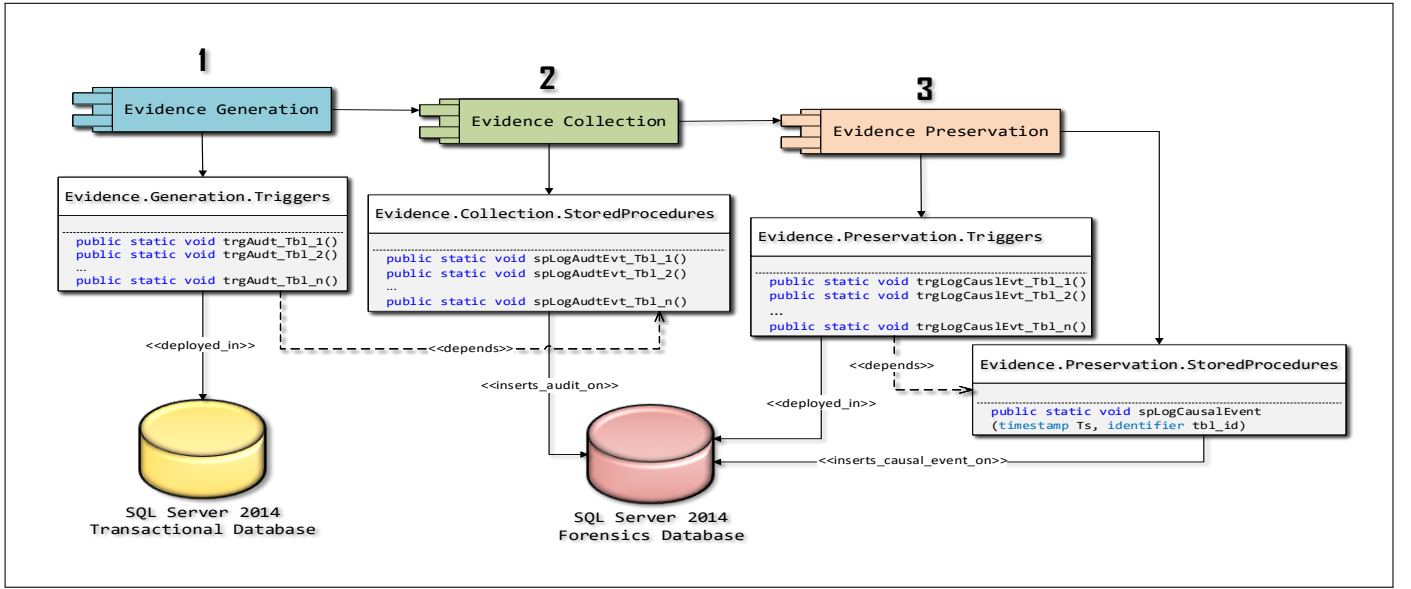 1
Evidence Generation
2
Evidence Collection
3
Evidence Preservation
Evidence.Generation.Triggers
public static void trgAudt_Tbl_1()
public static void trgAudt_Tbl_2()
...
public static void trgAudt_Tbl_n()
Evidence.Collection.StoredProcedures
public static void spLogAudtEvt_Tbl_1()
public static void spLogAudtEvt_Tbl_2()
...
public static void spLogAudtEvt_Tbl_n()
Evidence.Preservation.Triggers
public static void trgLogCauslEvt_Tbl_1()
public static void trgLogCauslEvt_Tbl_2()
...
public static void trgLogCauslEvt_Tbl_n()
Evidence.Preservation.StoredProcedures
public static void spLogCausalEvent
(timestamp Ts, identifier tbl_id)
<<deployed_in>>
<<depends>>
<<inserts_audit_on>>
<<depends>>
<<deployed_in>>
<<inserts_causal_event_on>>
SQL Server 2014
Transactional Database
SQL Server 2014
Forensics Database